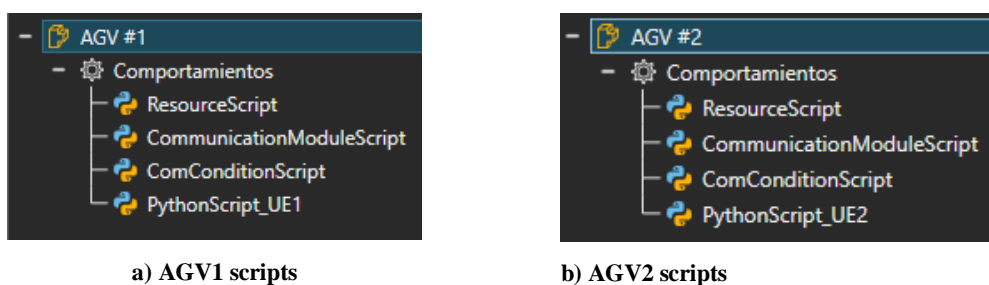 AGV #1
Comportamientos
ResourceScript
CommunicationModuleScript
ComConditionScript
PythonScript_UE1
a) AGV1 scripts
AGV #2
Comportamientos
ResourceScript
CommunicationModuleScript
ComConditionScript
PythonScript_UE2
b) AGV2 scripts